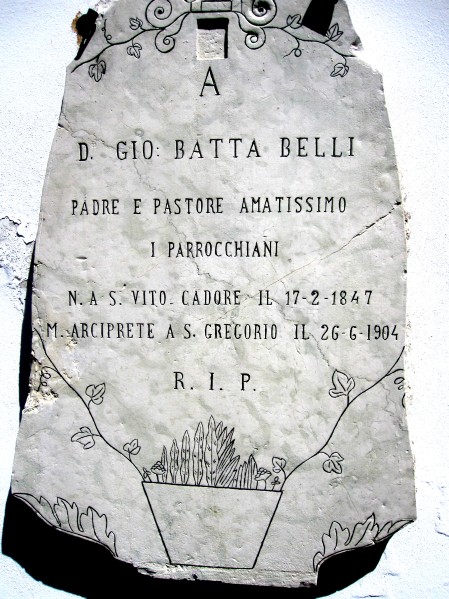 A
D. GIO: BATTA BELLI
PADRE E PASTORE AMATISSIMO
I PARROCCHIANI
N. A S. VITO. CADORE IL 17-2-1847
M. ARCIPRETE A S. GREGORIO IL 26-6-1904
R. I. P.